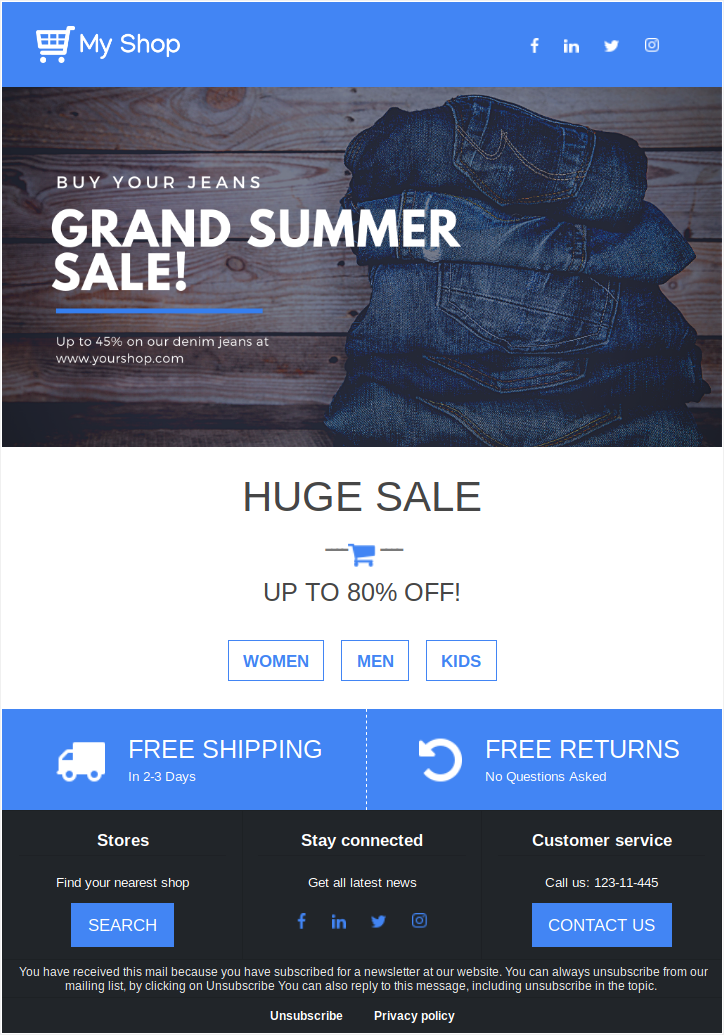 My Shop
BUY YOUR JEANS
GRAND SUMMER
SALE!
Up to 45% on our denim jeans at
www.yourshop.com
HUGE SALE
UP TO 80% OFF!
WOMEN MEN KIDS
FREE SHIPPING
In 2-3 Days
FREE RETURNS
No Questions Asked
Stores
Find your nearest shop
SEARCH
Stay connected
Get all latest news
Customer service
Call us: 123-11-445
CONTACT US
You have received this mail because you have subscribed for a newsletter at our website. You can always unsubscribe from our
mailing list, by clicking on Unsubscribe You can also reply to this message, including unsubscribe in the topic.
Unsubscribe Privacy policy